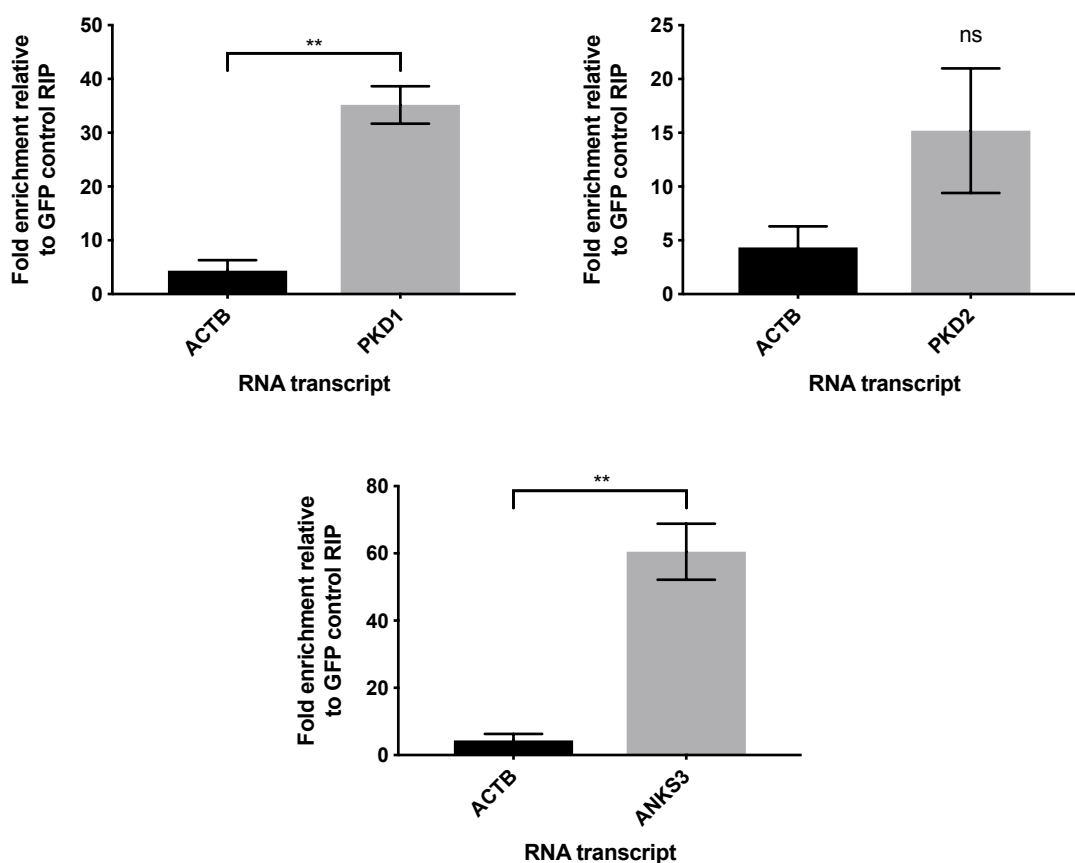 Fold enrichment relative
to GFP control RIP
50
40
30
20
10
0
**
ACTB
PKD1
RNA transcript
Fold enrichment relative
to GFP control RIP
25
20
15
10
5
0
ns
ACTB
PKD2
RNA transcript
Fold enrichment relative
to GFP control RIP
80
60
40
20
0
**
ACTB
ANKS3
RNA transcript